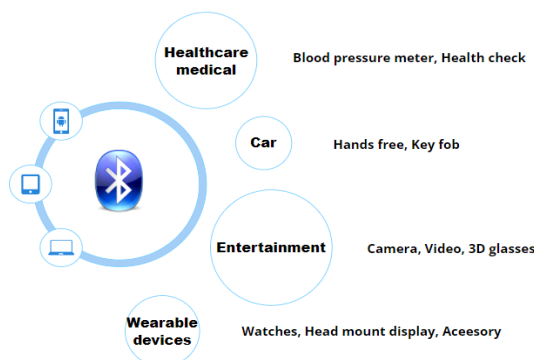 Healthcare
medical
Blood pressure meter, Health check
Car
Hands free, Key fob
Entertainment
Camera, Video, 3D glasses
Wearable
devices
Watches, Head mount display, Aceesory